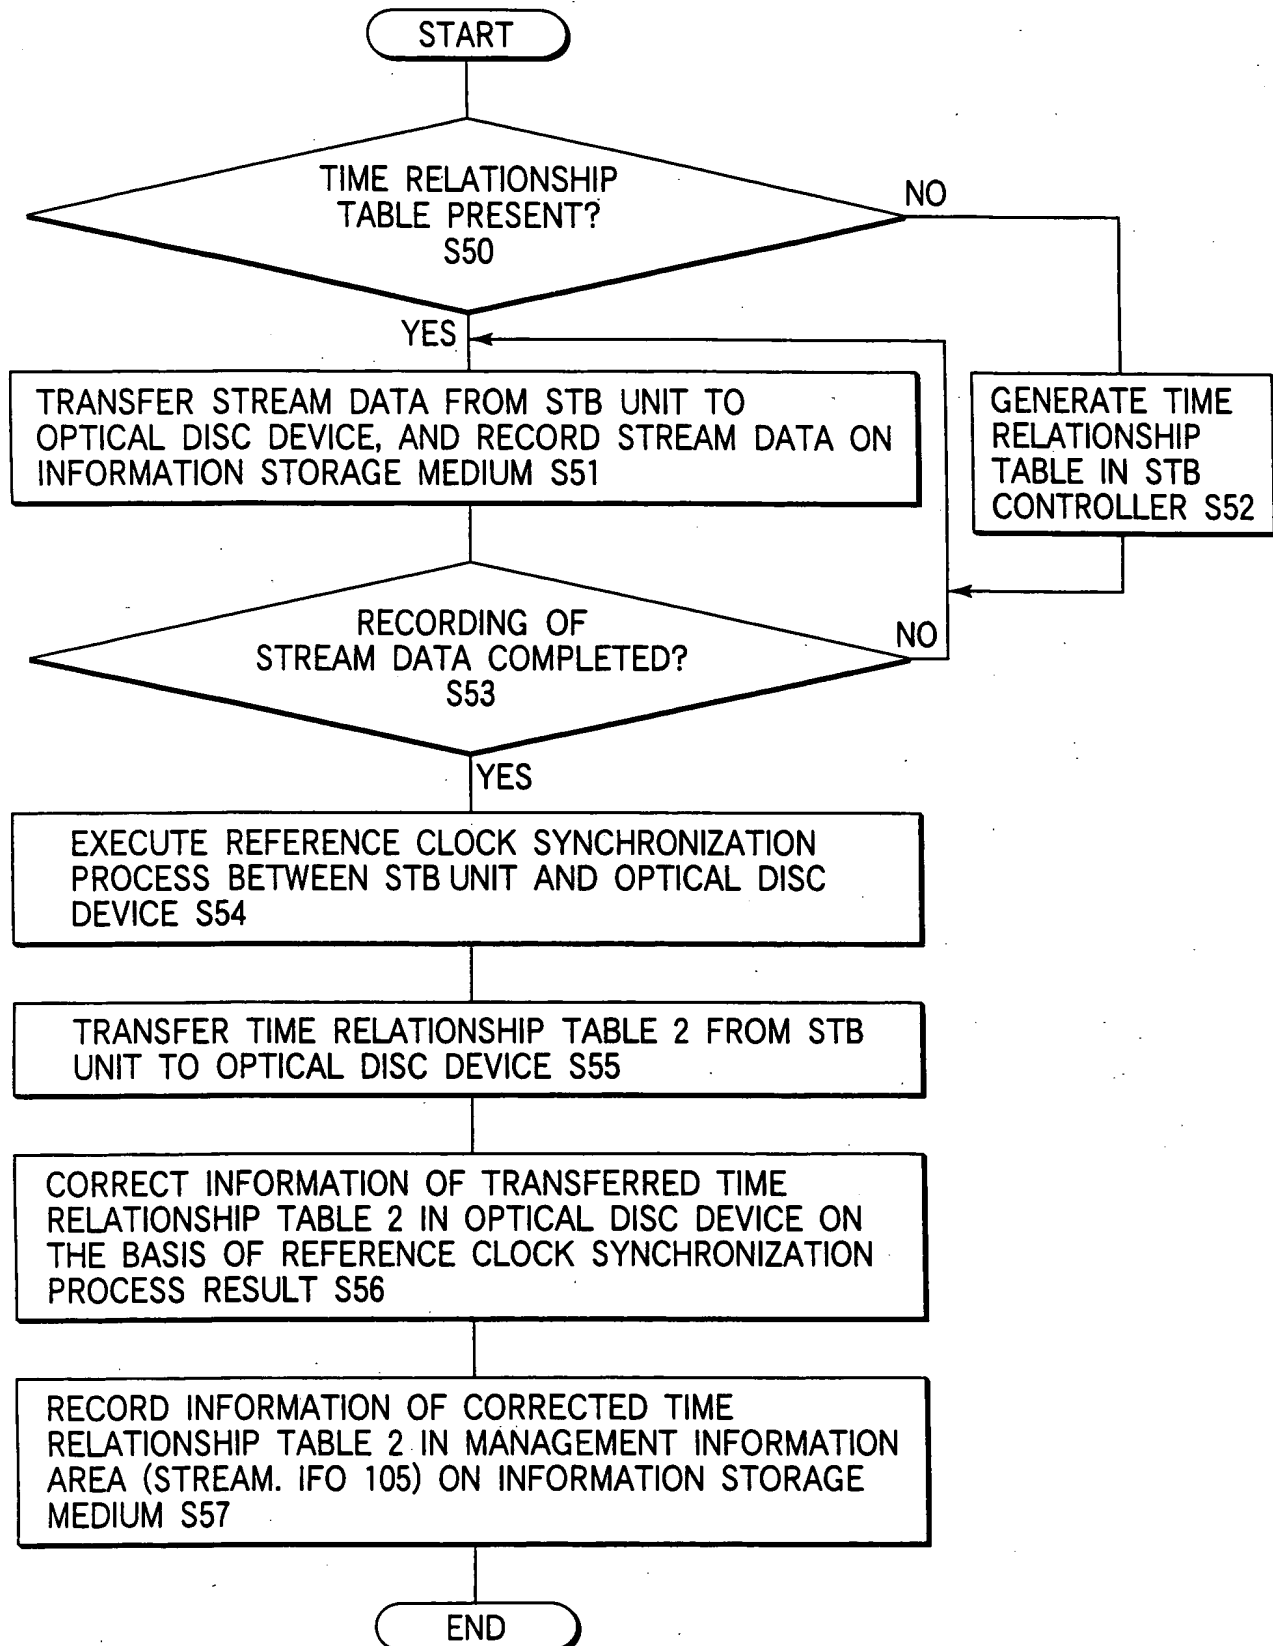 START
TIME RELATIONSHIP
TABLE PRESENT?
S50
NO
YES
TRANSFER STREAM DATA FROM STB UNIT TO
OPTICAL DISC DEVICE, AND RECORD STREAM DATA ON
INFORMATION STORAGE MEDIUM S51
GENERATE TIME
RELATIONSHIP
TABLE IN STB
CONTROLLER S52
RECORDING OF
STREAM DATA COMPLETED?
S53
NO
YES
EXECUTE REFERENCE CLOCK SYNCHRONIZATION
PROCESS BETWEEN STB UNIT AND OPTICAL DISC
DEVICE S54
TRANSFER TIME RELATIONSHIP TABLE 2 FROM STB
UNIT TO OPTICAL DISC DEVICE S55
CORRECT INFORMATION OF TRANSFERRED TIME
RELATIONSHIP TABLE 2 IN OPTICAL DISC DEVICE ON
THE BASIS OF REFERENCE CLOCK SYNCHRONIZATION
PROCESS RESULT S56
RECORD INFORMATION OF CORRECTED TIME
RELATIONSHIP TABLE 2 IN MANAGEMENT INFORMATION
AREA (STREAM. IFO 105) ON INFORMATION STORAGE
MEDIUM S57
END